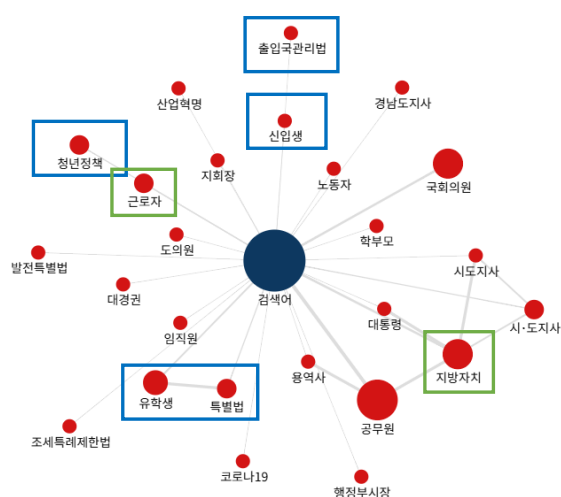 출입국관리법
산업혁명
경남도지사
신입생
청년정책
지회장
노동자
국회의원
근로자
도의원
학부모
발전특별법
시도지사
대경권
검색어
임직원
대통령
시·도지사
유학생
특별법
용역사
지방자치
공무원
조세특례제한법
코로나19
행정부시장